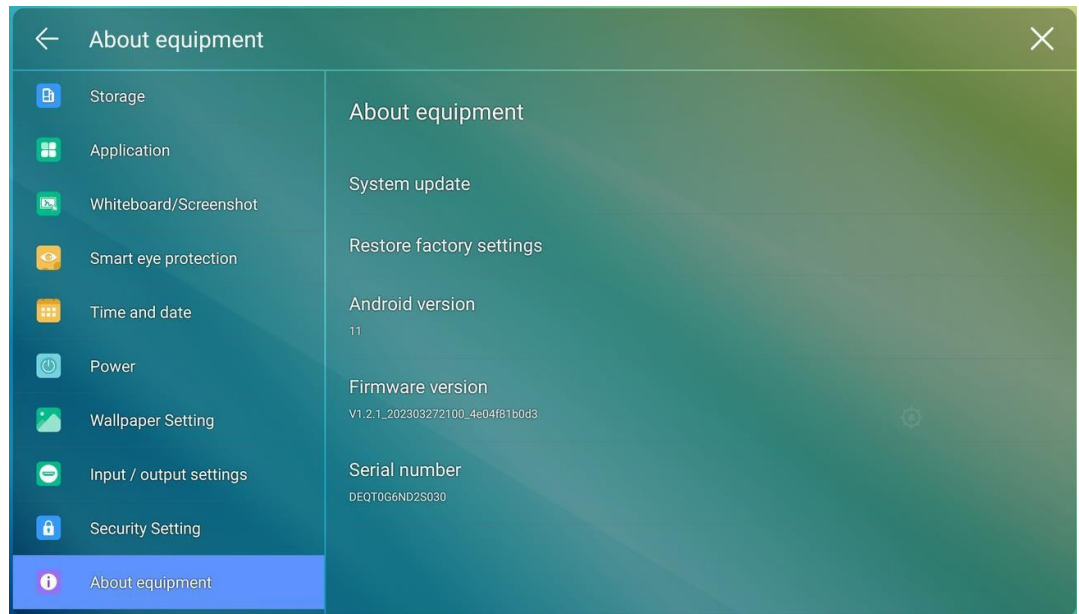 About equipment
Storage
Application
Whiteboard/Screenshot
Smart eye protection
Time and date
Power
Wallpaper Setting
Input / output settings
Security Setting
About equipment
About equipment
System update
Restore factory settings
Android version
11
Firmware version
V1.2.1_202303272100_4e04f81b0d3
Serial number
DEQT0G6ND2S030